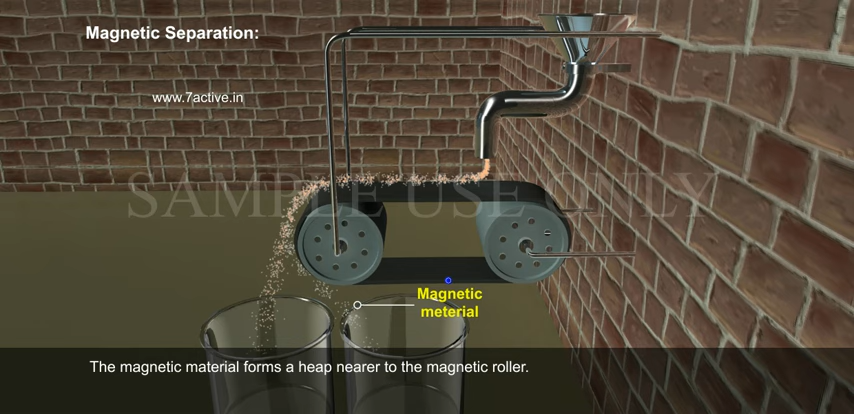 Magnetic Separation:
www.7active.in
SAMPLE USE ONLY
Magnetic
meterial
The magnetic material forms a heap nearer to the magnetic roller.